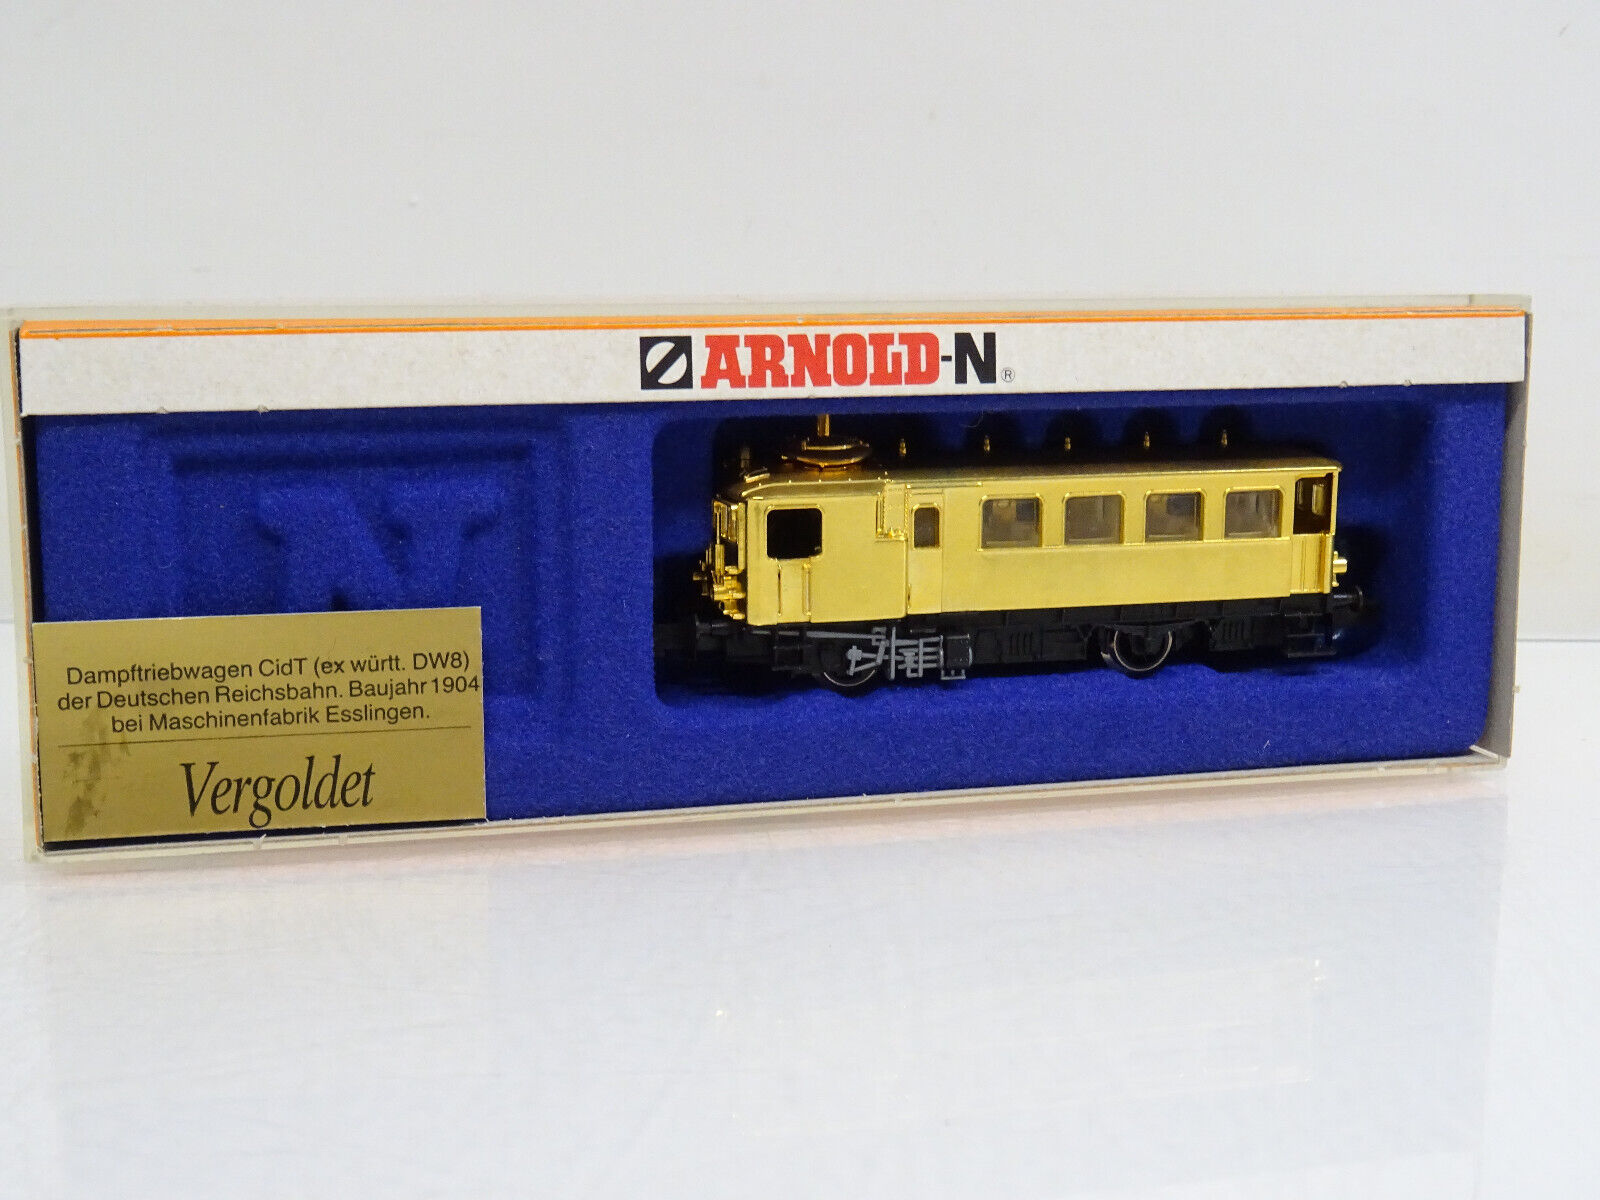 ARNOLD-N®
N
Dampftriebwagen CidT (ex württ. DW8)
der Deutschen Reichsbahn. Baujahr 1904
bei Maschinenfabrik Esslingen.
Vergoldet